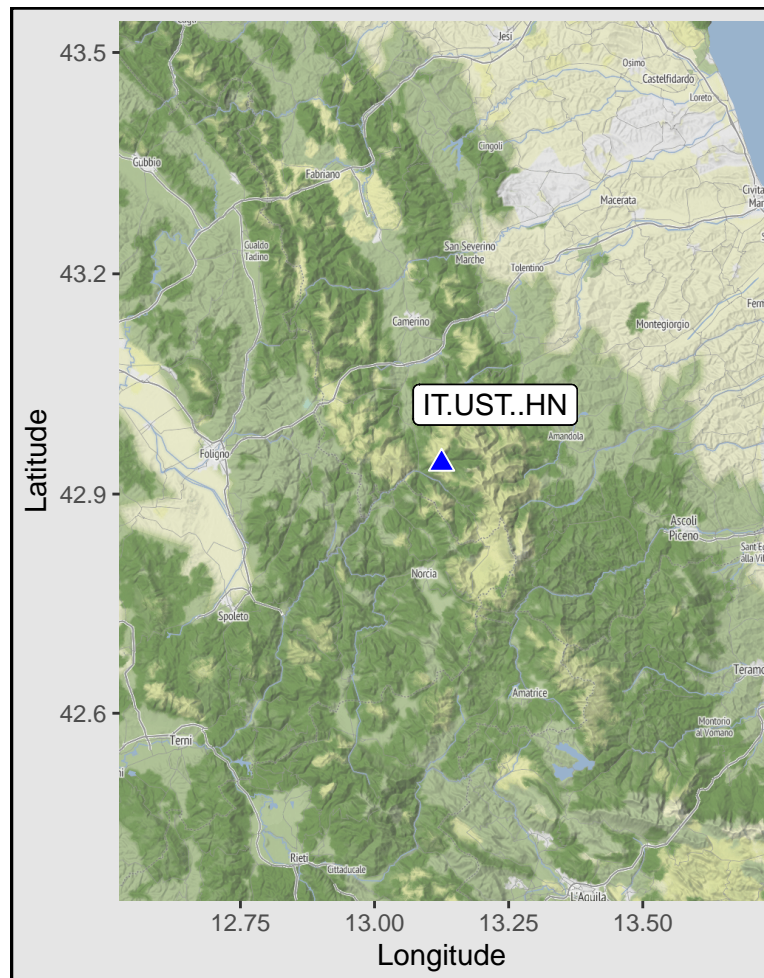 Cagli
Jesi
43.5
Osimo
Castelfidardo
Loreto
Gubbio
Cingoli
Fabriano
Macerata
Gualdo
Tadino
San Severino
Marche
Tolentino
43.2
Camerino
Montegiorgio
IT.UST..HN
Amandola
Foligno
Latitude
42.9
Ascoli
Piceno
Norcia
Spoleto
Amatrice
42.6
Terni
Montorio
al Vomano
Rieti
Cittaducale
L'Aquila
12.75
13.00
13.25
13.50
Longitude